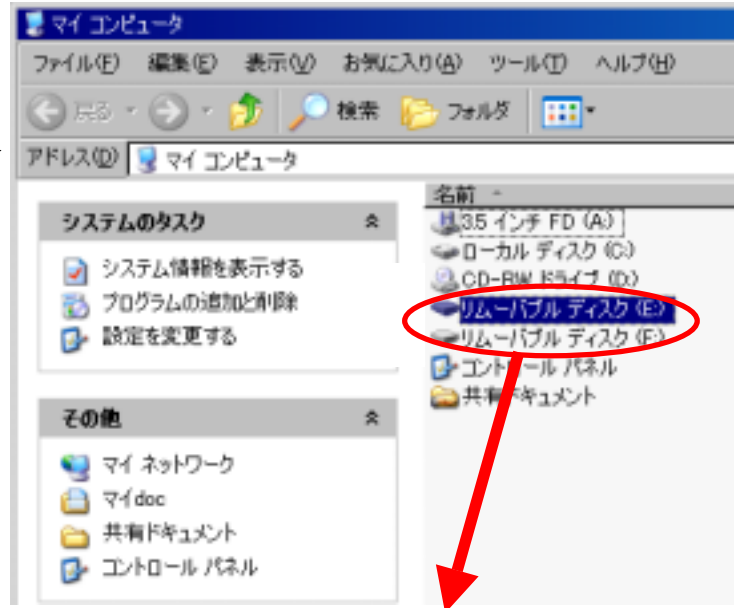 マイ コンピュータ
ファイル(F) 編集(E) 表示(V) お気に入り(A) ツール(T) ヘルプ(H)
戻る 検索 フォルダ
アドレス(D) マイ コンピュータ
システムのタスク
システム情報を表示する
プログラムの追加と削除
設定を変更する
その他
マイ ネットワーク
マイdoc
共有ドキュメント
コントロール パネル
名前
3.5 インチ FD (A:)
ローカル ディスク (C:)
CD-RW ドライブ (D:)
リムーバブル ディスク (E:)
リムーバブル ディスク (F:)
コントロール パネル
共有ドキュメント